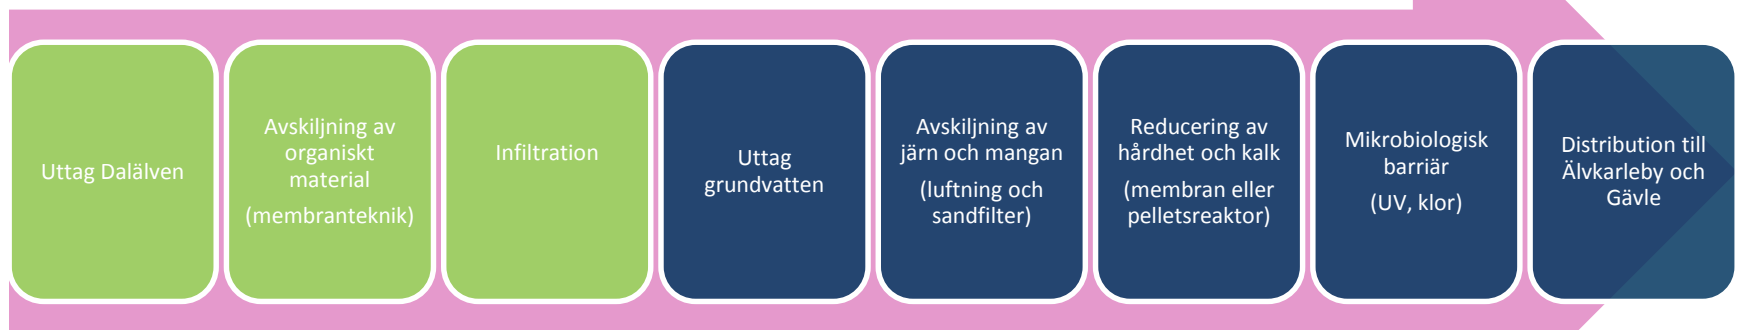 Uttag Dalälven
Avskiljning av
organiskt
material
(membranteknik)
Infiltration
Uttag
grundvatten
Avskiljning av
järn och mangan
(luftning och
sandfilter)
Reducering av
hårdhet och kalk
(membran eller
pelletsreaktor)
Mikrobiologisk
barriär
(UV, klor)
Distribution till
Älvkarleby och
Gävle